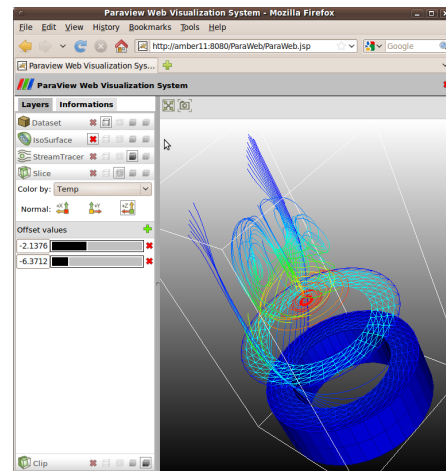 Paraview Web Visualization System - Mozilla Firefox
File Edit View History Bookmarks Tools Help
http://amber11:8080/ParaWeb/ParaWeb.jsp
Google
Paraview Web Visualization Sys...
ParaView Web Visualization System
Layers Informations
Dataset
IsoSurface
StreamTracer
Slice
Color by: Temp
Normal: +X +Y +Z
Offset values
-2.1376
-6.3712
Clip